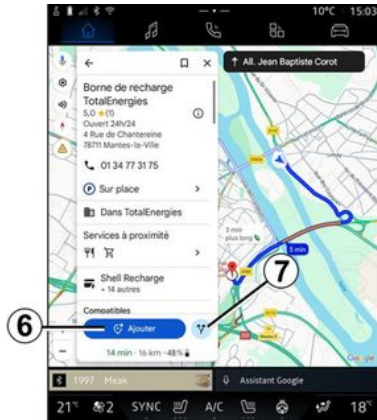 10°C 15:03
All. Jean Baptiste Corot
Borne de recharge
TotalEnergies
5,0 ★(1)
Ouvert 24h/24
4 Rue de Chantereine
78711 Mantes-la-Ville
01 34 77 31 75
P Sur place
Dans TotalEnergies
Services à proximité
Shell Recharge
+ 14 autres
Compatibles
Ajouter
14 min · 16 km · 48%
3 min
plus long
5 min
6
7
Google
1997 · Meak
Assistant Google
21° 2 SYNC A/C 18°